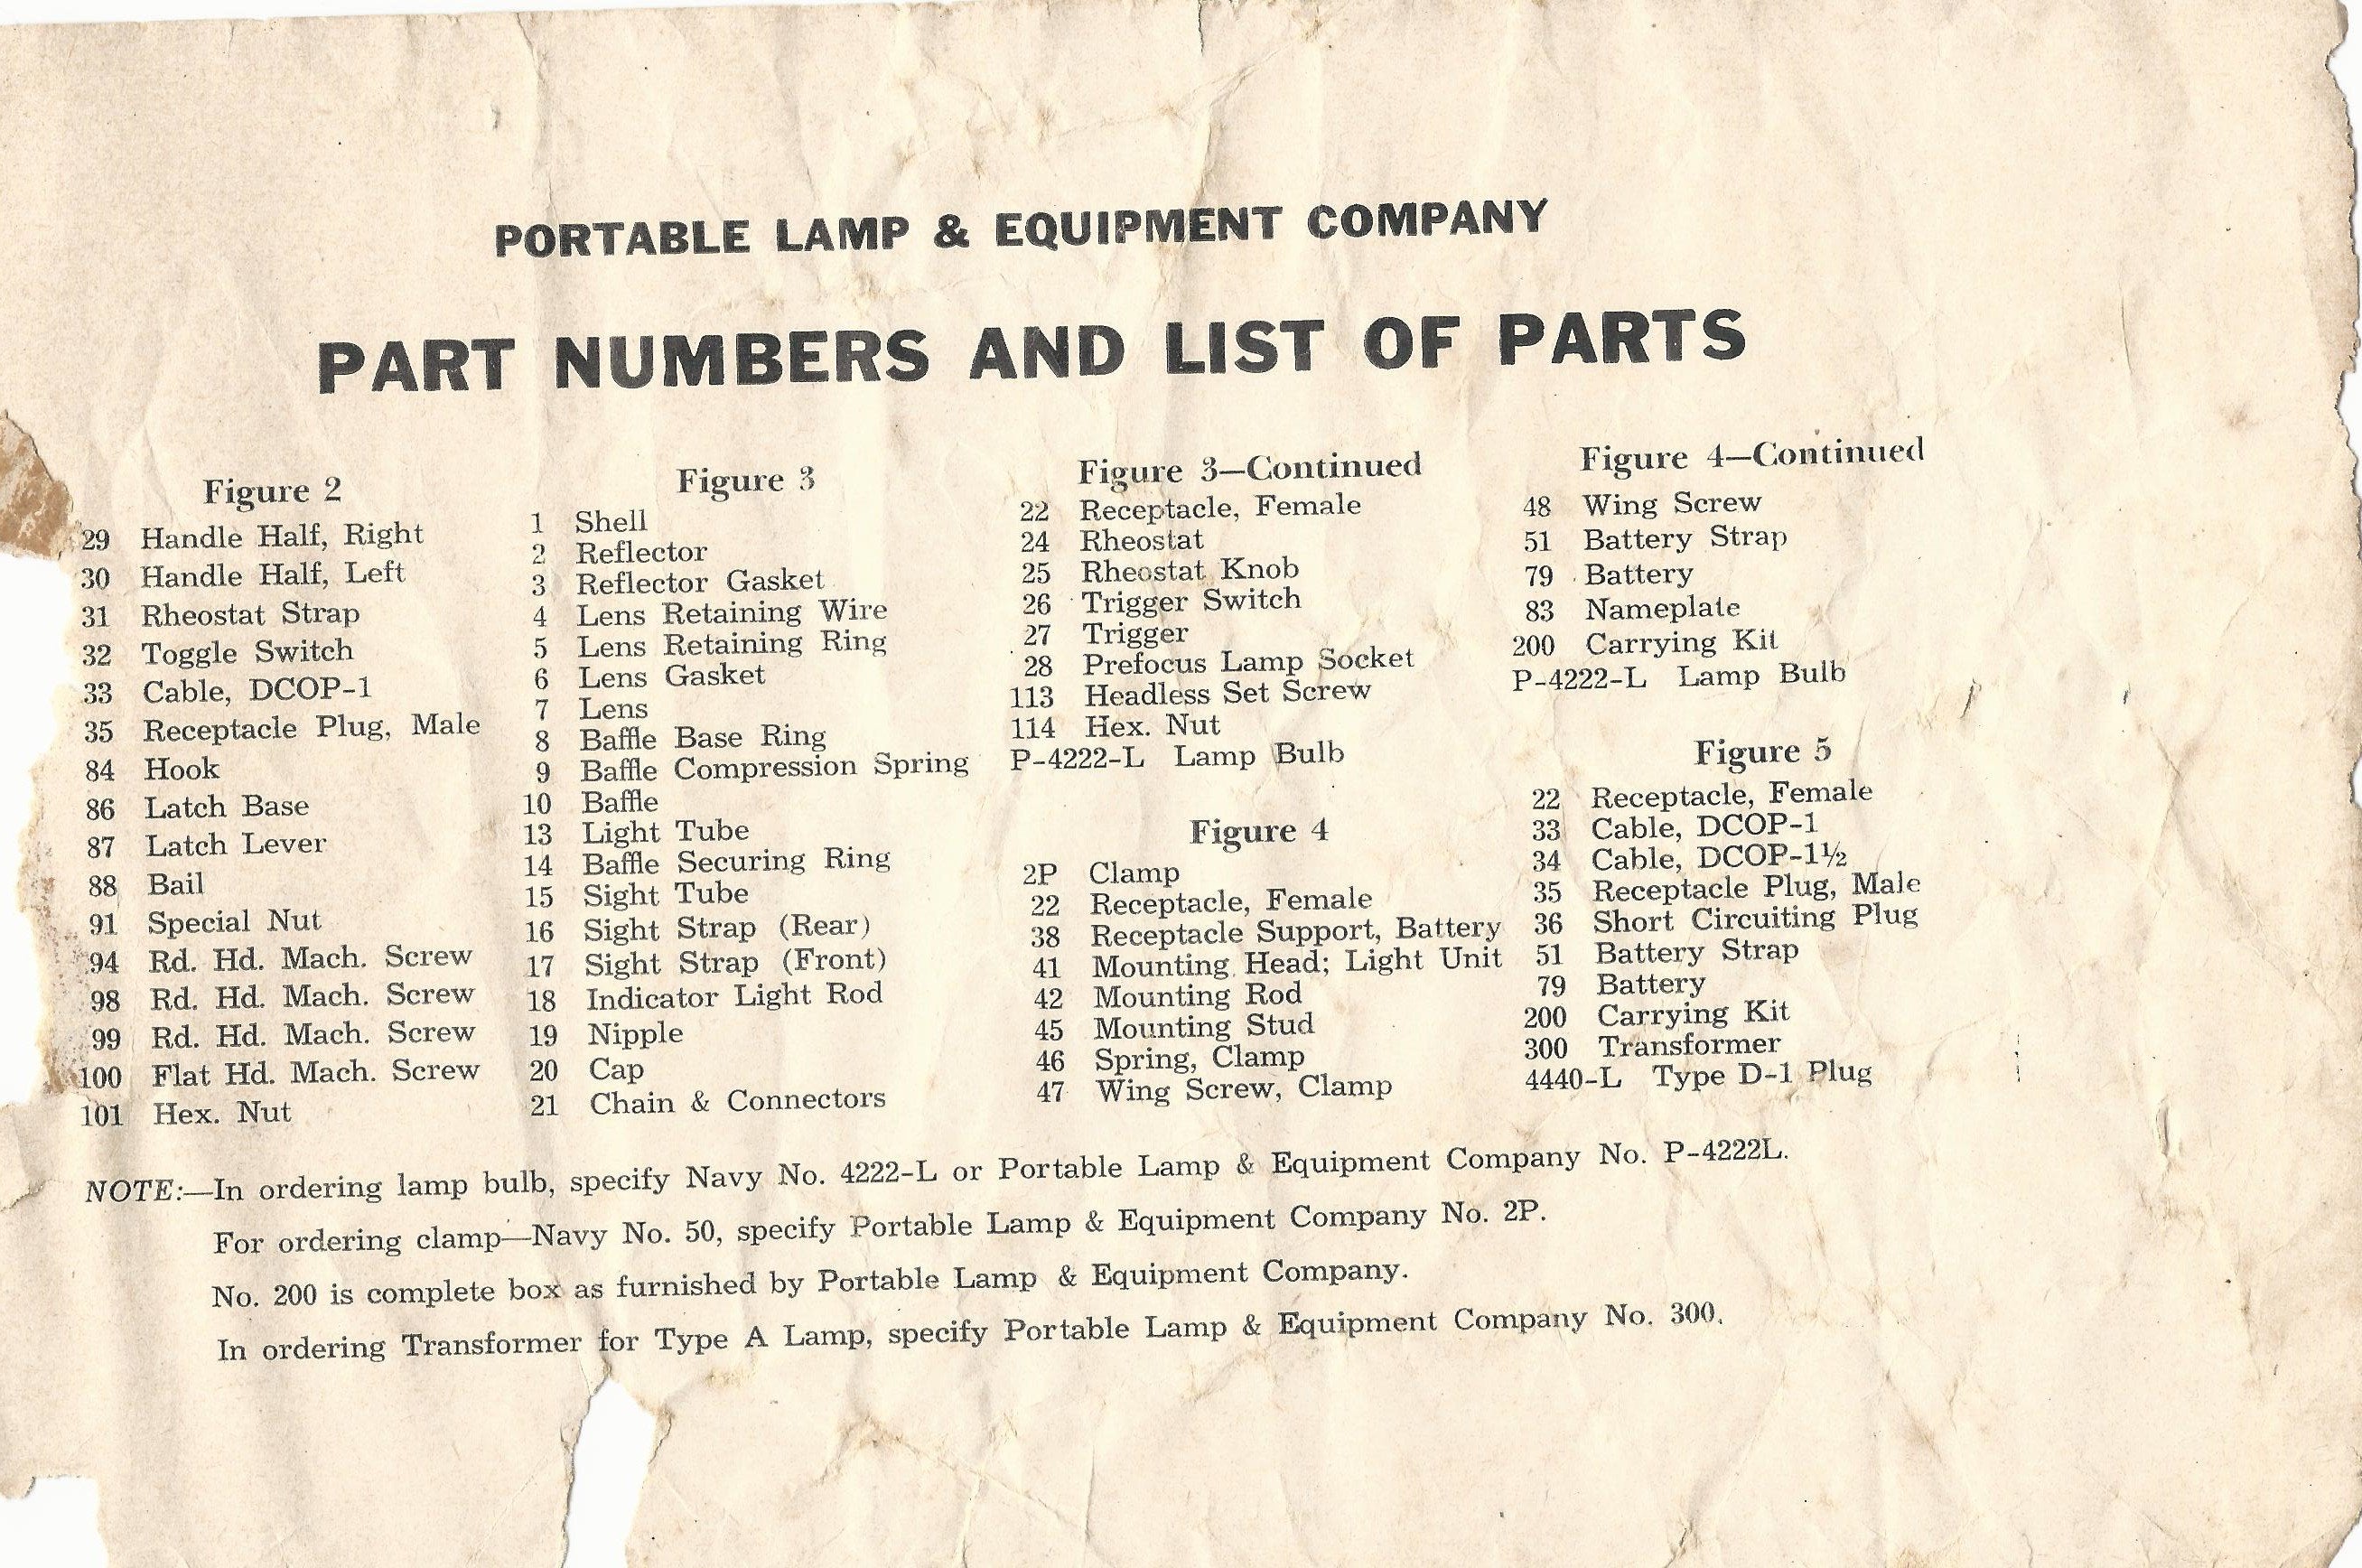 PORTABLE LAMP & EQUIPMENT COMPANY
PART NUMBERS AND LIST OF PARTS
Figure 2
29 Handle Half, Right
30 Handle Half, Left
31 Rheostat Strap
32 Toggle Switch
33 Cable, DCOP-1
35 Receptacle Plug, Male
84 Hook
86 Latch Base
87 Latch Lever
88 Bail
91 Special Nut
94 Rd. Hd. Mach. Screw
98 Rd. Hd. Mach. Screw
99 Rd. Hd. Mach. Screw
100 Flat Hd. Mach. Screw
101 Hex. Nut
Figure 3
1 Shell
2 Reflector
3 Reflector Gasket
4 Lens Retaining Wire
5 Lens Retaining Ring
6 Lens Gasket
7 Lens
8 Baffle Base Ring
9 Baffle Compression Spring
10 Baffle
13 Light Tube
14 Baffle Securing Ring
15 Sight Tube
16 Sight Strap (Rear)
17 Sight Strap (Front)
18 Indicator Light Rod
19 Nipple
20 Cap
21 Chain & Connectors
Figure 3—Continued
22 Receptacle, Female
24 Rheostat
25 Rheostat Knob
26 Trigger Switch
27 Trigger
28 Prefocus Lamp Socket
113 Headless Set Screw
114 Hex. Nut
P-4222-L Lamp Bulb
Figure 4
2P Clamp
22 Receptacle, Female
38 Receptacle Support, Battery
41 Mounting Head; Light Unit
42 Mounting Rod
45 Mounting Stud
46 Spring, Clamp
47 Wing Screw, Clamp
Figure 4—Continued
48 Wing Screw
51 Battery Strap
79 Battery
83 Nameplate
200 Carrying Kit
P-4222-L Lamp Bulb
Figure 5
22 Receptacle, Female
33 Cable, DCOP-1
34 Cable, DCOP-1½
35 Receptacle Plug, Male
36 Short Circuiting Plug
51 Battery Strap
79 Battery
200 Carrying Kit
300 Transformer
4440-L Type D-1 Plug
NOTE:—In ordering lamp bulb, specify Navy No. 4222-L or Portable Lamp & Equipment Company No. P-4222L.
For ordering clamp—Navy No. 50, specify Portable Lamp & Equipment Company No. 2P.
No. 200 is complete box as furnished by Portable Lamp & Equipment Company.
In ordering Transformer for Type A Lamp, specify Portable Lamp & Equipment Company No. 300.